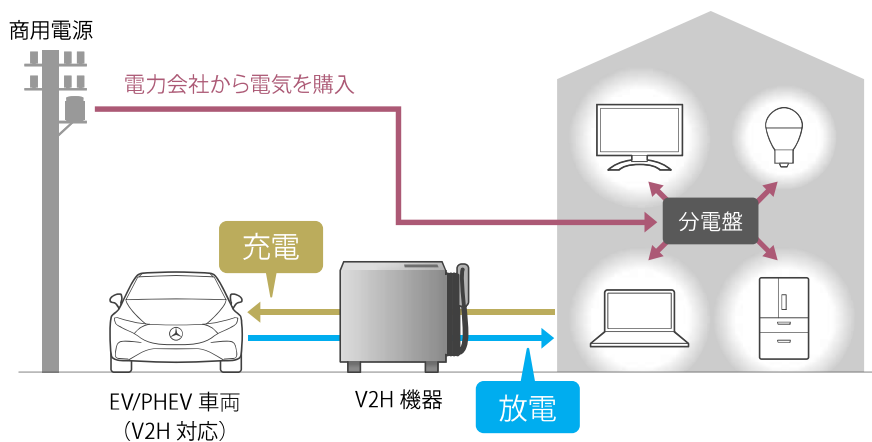 商用電源
電力会社から電気を購入
分電盤
充電
放電
EV/PHEV 車両
（V2H 対応）
V2H 機器